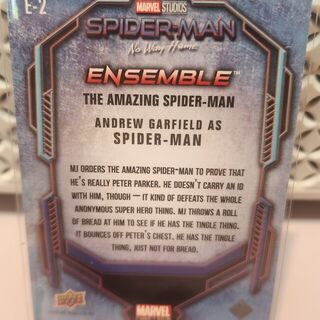 E-2
MARVEL STUDIOS
SPIDER-MAN
No Way Home
ENSEMBLE™
THE AMAZING SPIDER-MAN
ANDREW GARFIELD AS
SPIDER-MAN
MJ ORDERS THE AMAZING SPIDER-MAN TO PROVE THAT
HE'S REALLY PETER PARKER. HE DOESN'T CARRY AN ID
WITH HIM, THOUGH — IT KIND OF DEFEATS THE WHOLE
ANONYMOUS SUPER HERO THING. MJ THROWS A ROLL
OF BREAD AT HIM TO SEE IF HE HAS THE TINGLE THING.
IT BOUNCES OFF PETER'S CHEST. HE HAS THE TINGLE
THING, JUST NOT FOR BREAD.
MARVEL